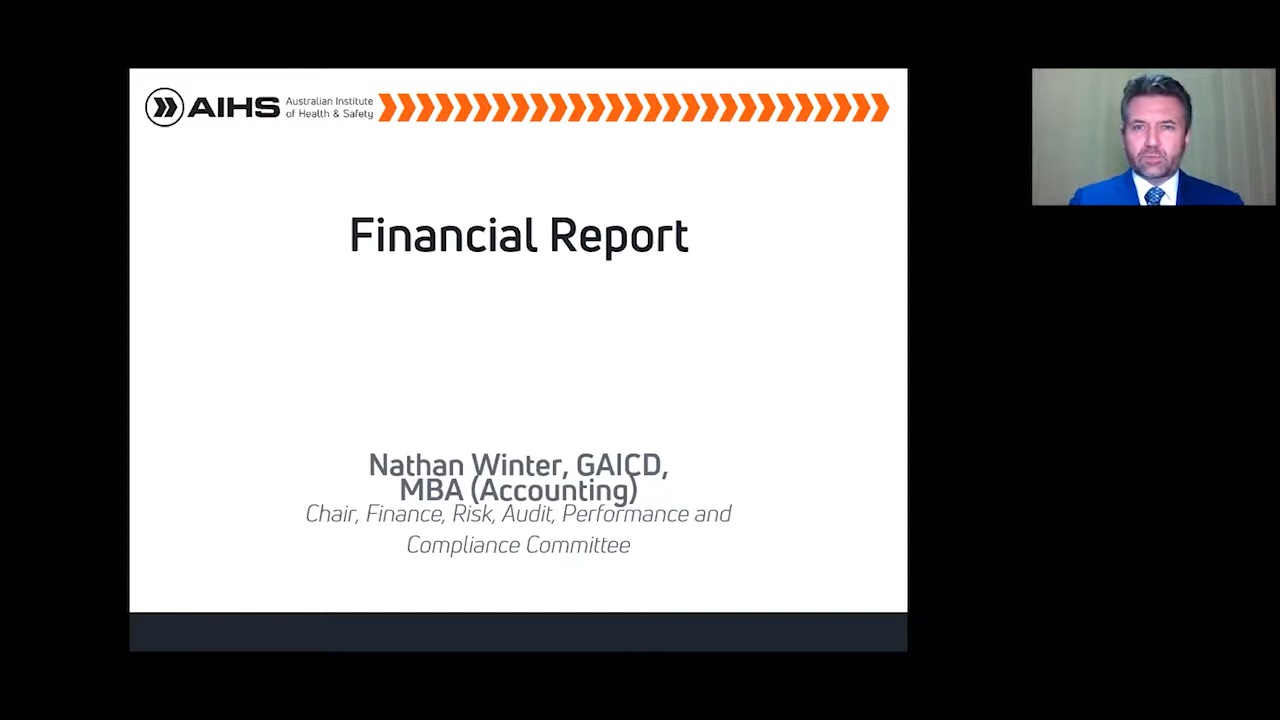 AIHS
Australian Institute
of Health & Safety
Financial Report
Nathan Winter, GAICD,
MBA (Accounting)
Chair, Finance, Risk, Audit, Performance and
Compliance Committee